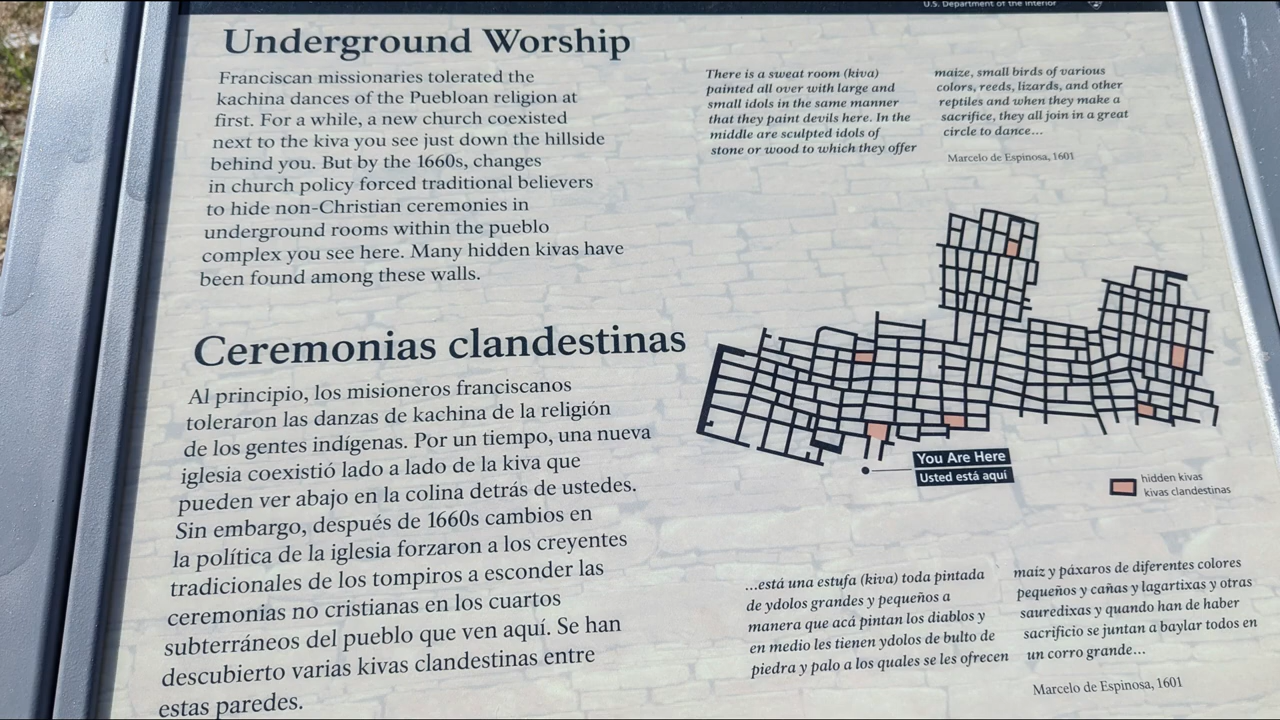 U.S. Department of the Interior
Underground Worship
Franciscan missionaries tolerated the
kachina dances of the Puebloan religion at
first. For a while, a new church coexisted
next to the kiva you see just down the hillside
behind you. But by the 1660s, changes
in church policy forced traditional believers
to hide non-Christian ceremonies in
underground rooms within the pueblo
complex you see here. Many hidden kivas have
been found among these walls.
There is a sweat room (kiva)
painted all over with large and
small idols in the same manner
that they paint devils here. In the
middle are sculpted idols of
stone or wood to which they offer
maize, small birds of various
colors, reeds, lizards, and other
reptiles and when they make a
sacrifice, they all join in a great
circle to dance...
Marcelo de Espinosa, 1601
Ceremonias clandestinas
Al principio, los misioneros franciscanos
toleraron las danzas de kachina de la religión
de los gentes indígenas. Por un tiempo, una nueva
iglesia coexistió lado a lado de la kiva que
pueden ver abajo en la colina detrás de ustedes.
Sin embargo, después de 1660s cambios en
la política de la iglesia forzaron a los creyentes
tradicionales de los tompiros a esconder las
ceremonias no cristianas en los cuartos
subterráneos del pueblo que ven aquí. Se han
descubierto varias kivas clandestinas entre
estas paredes.
You Are Here
Usted está aquí
hidden kivas
kivas clandestinas
...está una estufa (kiva) toda pintada
de ydolos grandes y pequeños a
manera que acá pintan los diablos y
en medio les tienen ydolos de bulto de
piedra y palo a los quales se les ofrecen
maiz y páxaros de diferentes colores
pequeños y cañas y lagartixas y otras
sauredixas y quando han de haber
sacrificio se juntan a baylar todos en
un corro grande...
Marcelo de Espinosa, 1601